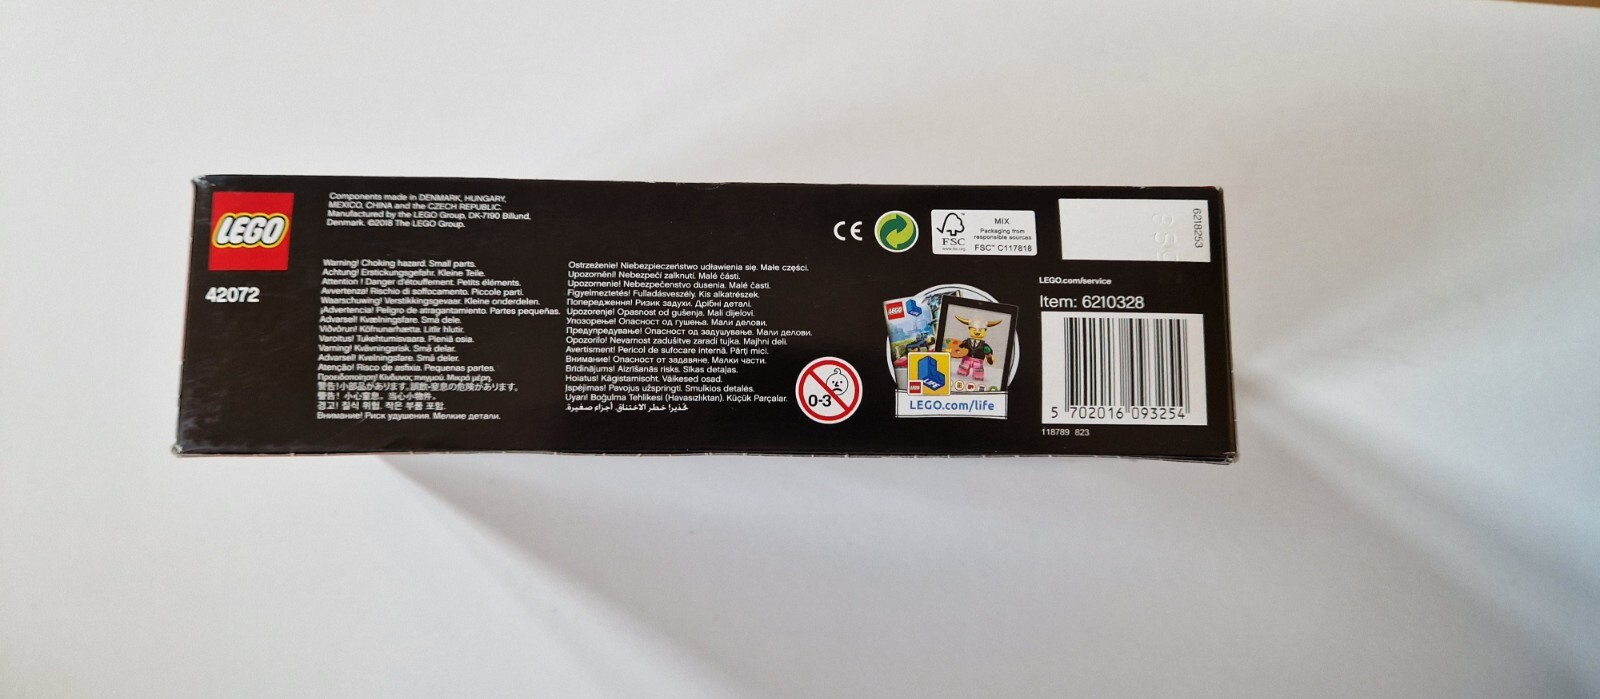 LEGO
42072
Components made in DENMARK, HUNGARY,
MEXICO, CHINA and the CZECH REPUBLIC.
Manufactured by the LEGO Group, DK-7190 Billund,
Denmark. ©2018 The LEGO Group.
Warning! Choking hazard. Small parts.
Achtung! Erstickungsgefahr. Kleine Teile.
Attention ! Danger d'étouffement. Petits éléments.
Avvertenza! Rischio di soffocamento. Piccole parti.
Waarschuwing! Verstikkingsgevaar. Kleine onderdelen.
¡Advertencia! Peligro de atragantamiento. Partes pequeñas.
Advarsel! Kvælningsfare. Små dele.
Viðvörun! Köfnunarhætta. Litlir hlutir.
Varoitus! Tukehtumisvaara. Pieniä osia.
Varning! Kvävningsrisk. Små delar.
Advarsel! Kvelningsfare. Små deler.
Atenção! Risco de asfixia. Pequenas partes.
Προειδοποίηση! Κίνδυνος πνιγμού. Μικρά μέρη.
警告!小部品があります。誤飲・窒息の危険があります。
警告! 小心窒息。当心小物件。
경고! 질식 위험. 작은 부품 포함.
Внимание! Риск удушения. Мелкие детали.
Ostrzeżenie! Niebezpieczeństwo udławienia się. Małe części.
Upozornění! Nebezpečí zalknutí. Malé části.
Upozornenie! Nebezpečenstvo dusenia. Malé časti.
Figyelmeztetés! Fulladásveszély. Kis alkatrészek.
Попередження! Ризик задухи. Дрібні деталі.
Upozorenje! Opasnost od gušenja. Mali dijelovi.
Упозорење! Опасност од гушења. Мали делови.
Предупредување! Опасност од задушување. Мали делови.
Opozorilo! Nevarnost zadušitve zaradi tujka. Majhni deli.
Avertisment! Pericol de sufocare internă. Părți mici.
Внимание! Опасност от задавяне. Малки части.
Brīdinājums! Aizrīšanās risks. Sīkas detaļas.
Hoiatus! Kägistamisoht. Väikesed osad.
Įspėjimas! Pavojus užspringti. Smulkios detalės.
Uyarı! Boğulma Tehlikesi (Havasızlıktan). Küçük Parçalar.
تحذير! خطر الاختناق. أجزاء صغيرة.
0-3
CE
FSC
www.fsc.org
MIX
Packaging from
responsible sources
FSC® C117818
LEGO
LEGO
LIFE
LEGO.com/life
6218253
LEGO.com/service
Item: 6210328
5 702016 093254
118789 823